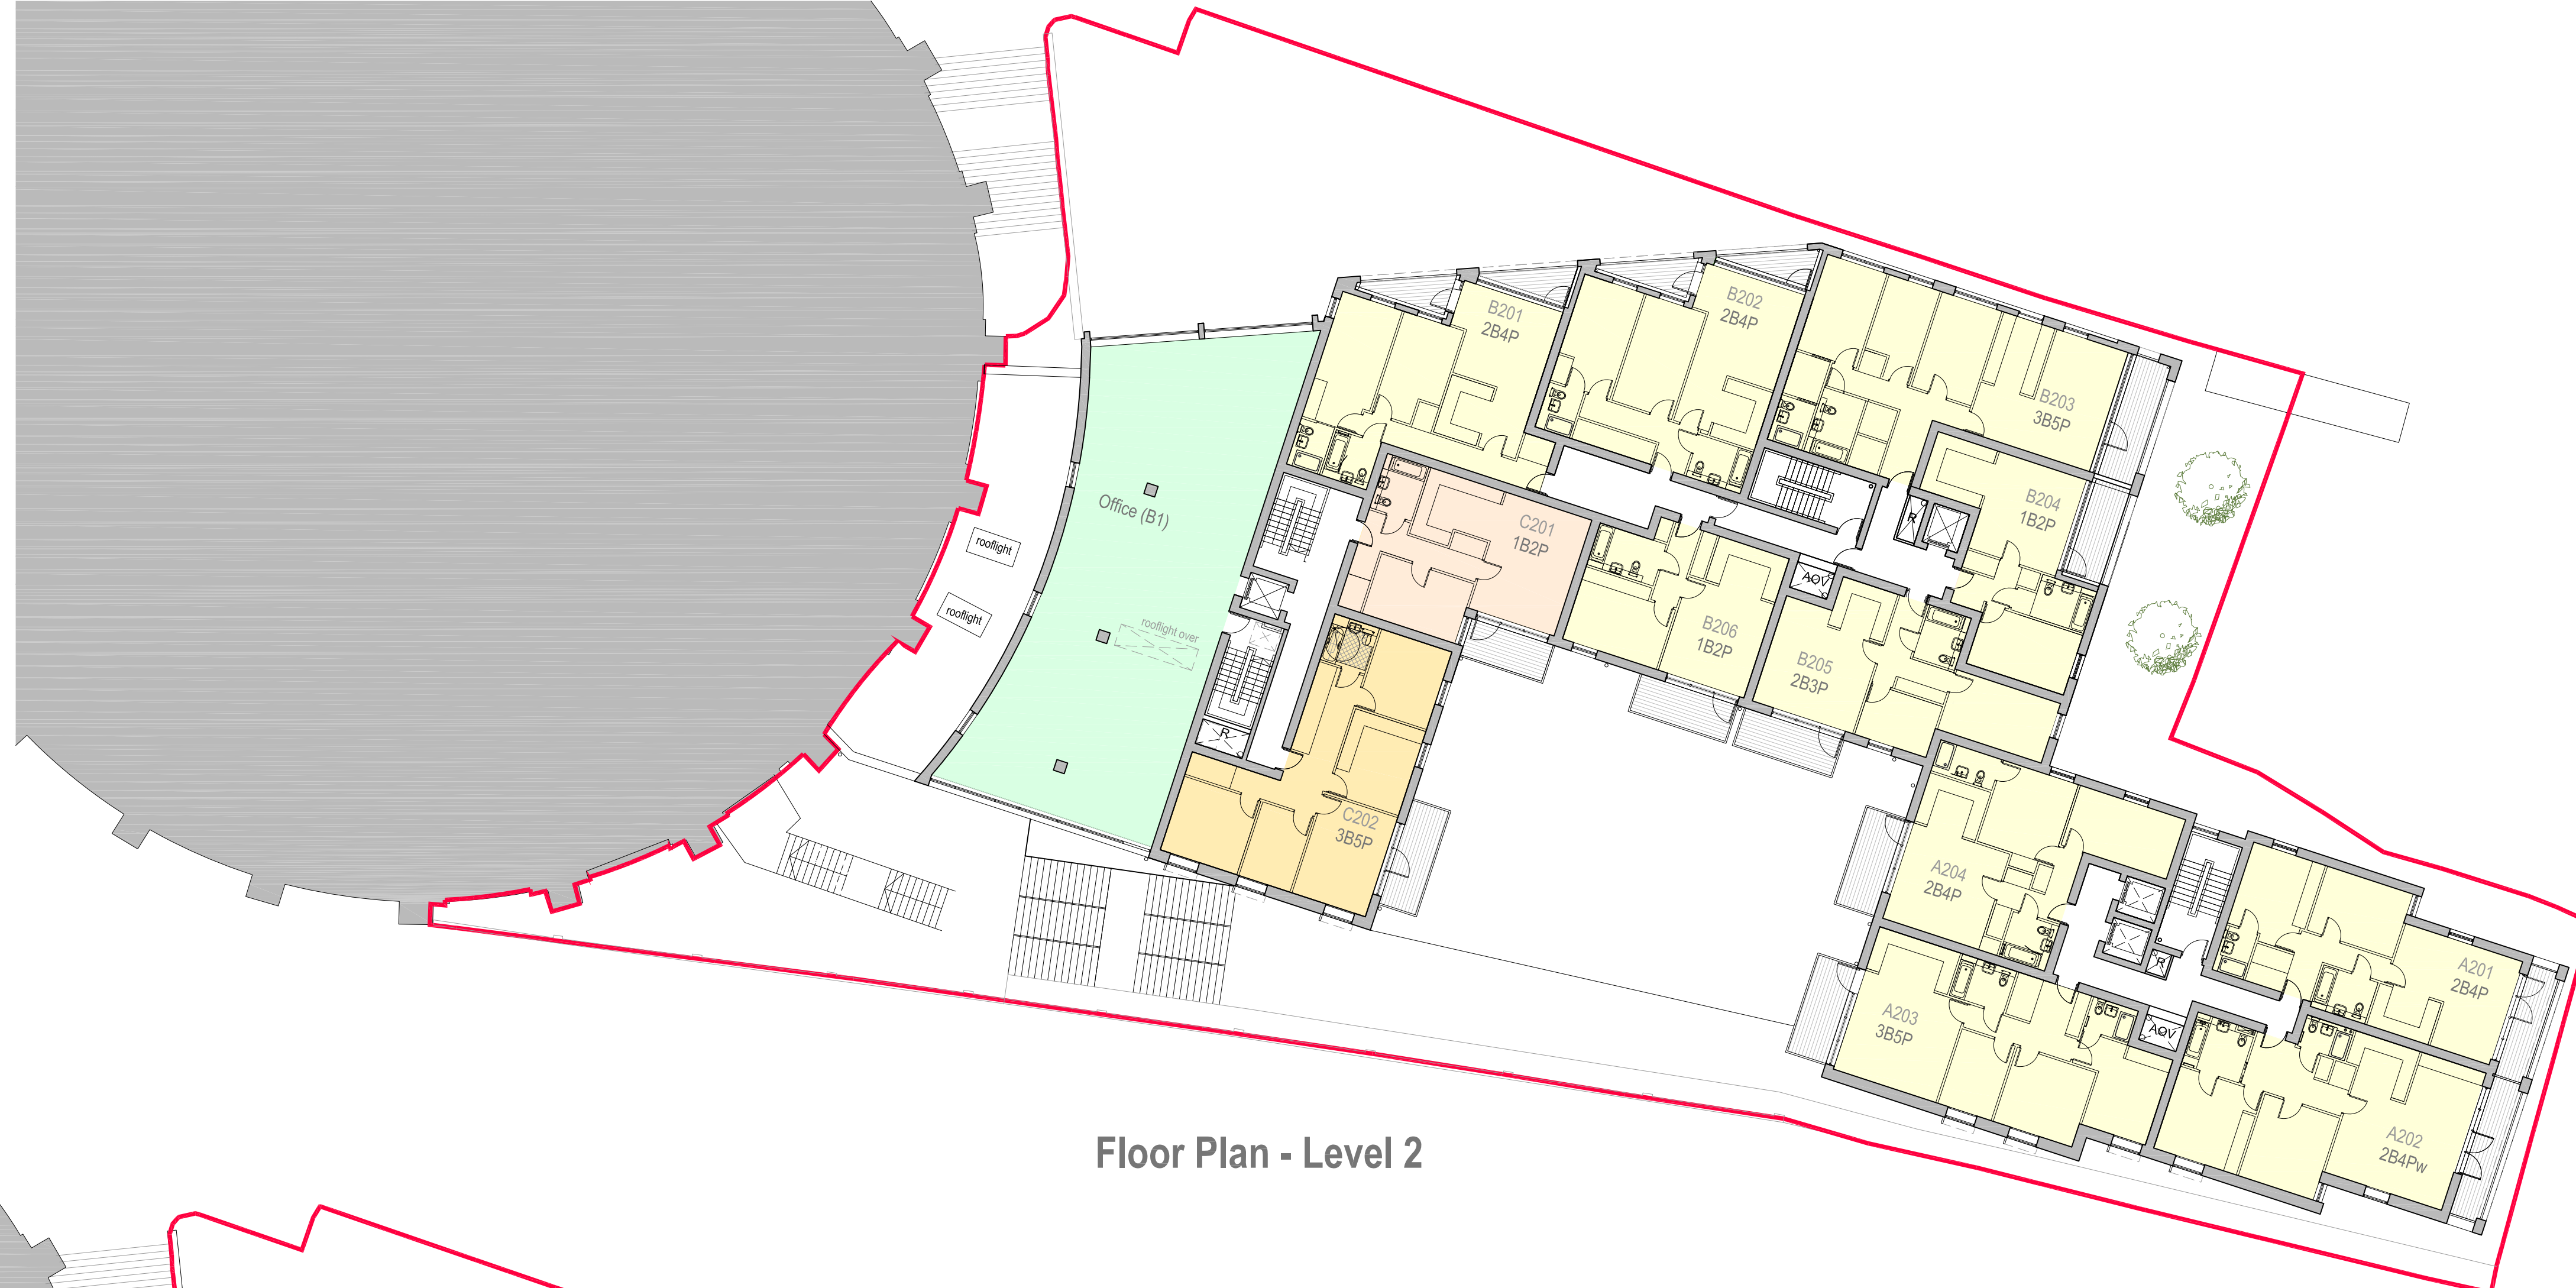 B201
2B4P
B202
2B4P
B203
3B5P
B204
1B2P
Office (B1)
C201
1B2P
R
rooflight
AOV
rooflight
rooflight over
B206
1B2P
B205
2B3P
R
C202
3B5P
A204
2B4P
R
A201
2B4P
A203
3B5P
AOV
A202
2B4Pw
Floor Plan - Level 2